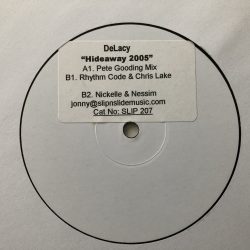 DeLacy
“Hideaway 2005”
A1. Pete Gooding Mix
B1. Rhythm Code & Chris Lake
B2. Nickelle & Nessim
jonny@slipnslidemusic.com
Cat No: SLIP 207